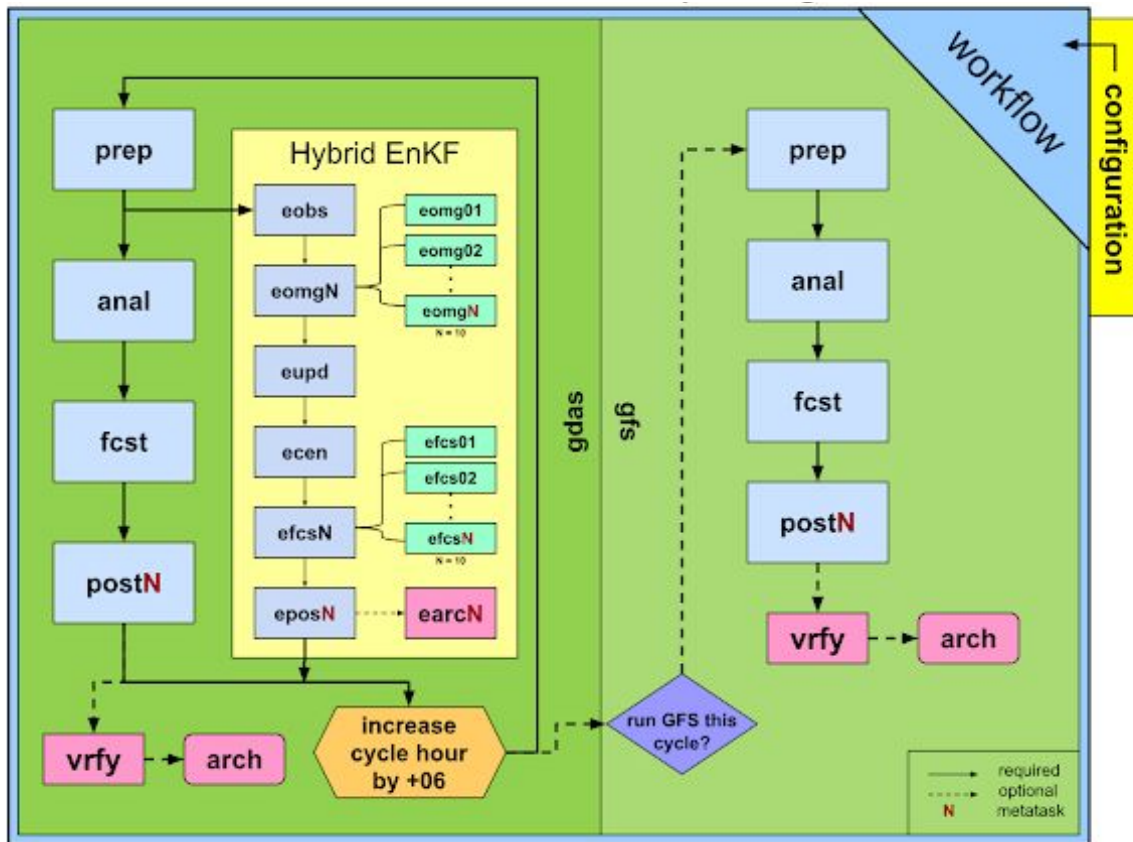 prep
anal
fcst
postN
vrfy
arch
Hybrid EnKF
eobs
eomgN
eupd
ecen
efcsN
eposN
eomg01
eomg02
eomgN
N = 10
efcs01
efcs02
efcsN
N = 10
earcN
increase
cycle hour
by +06
gdas
gfs
run GFS this
cycle?
prep
anal
fcst
postN
vrfy
arch
workflow
configuration
required
optional
N metatask